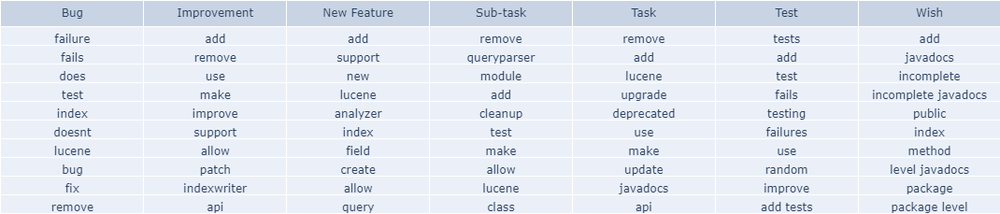 Bug Improvement New Feature Sub-task Task Test Wish
failure add add remove remove tests add
fails remove support queryparser add add javadocs
does use new module lucene test incomplete
test make lucene add upgrade fails incomplete javadocs
index improve analyzer cleanup deprecated testing public
doesnt support index test use failures index
lucene allow field make make use method
bug patch create allow update random level javadocs
fix indexwriter allow lucene javadocs improve package
remove api query class api add tests package level